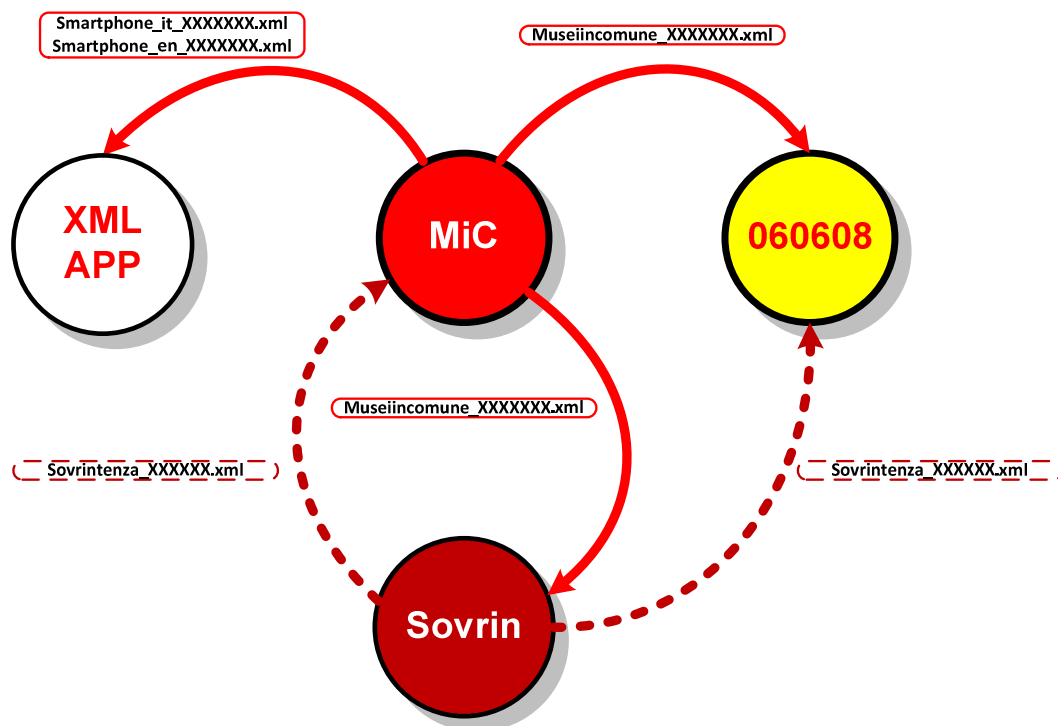 Smartphone_it_XXXXXXX.xml
Smartphone_en_XXXXXXX.xml
Museiincomune_XXXXXXX.xml
XML
APP
MiC
060608
Museiincomune_XXXXXXX.xml
Sovrintenza_XXXXXX.xml
Sovrintenza_XXXXXX.xml
Sovrin